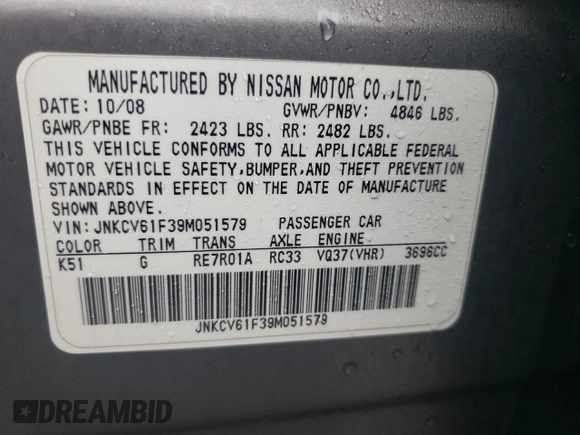 MANUFACTURED BY NISSAN MOTOR CO.,LTD.
DATE: 10/08 GVWR/PNBV: 4846 LBS.
GAWR/PNBE FR: 2423 LBS. RR: 2482 LBS.
THIS VEHICLE CONFORMS TO ALL APPLICABLE FEDERAL
MOTOR VEHICLE SAFETY,BUMPER,AND THEFT PREVENTION
STANDARDS IN EFFECT ON THE DATE OF MANUFACTURE
SHOWN ABOVE.
VIN: JNKCV61F39M051579 PASSENGER CAR
COLOR TRIM TRANS AXLE ENGINE
K51 G RE7R01A RC33 VQ37(VHR) 3696CC
JNKCV61F39M051579
DREAMBID